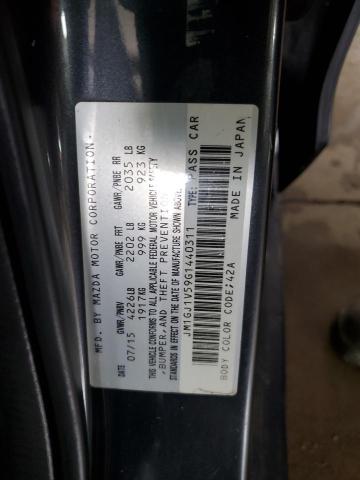 MFD. BY MAZDA MOTOR CORPORATION.
DATE GVWR/PNBV GAWR/PNBE FRT GAWR/PNBE RR
07/15 4226LB 2202 LB 2035 LB
1917KG 999 KG 923 KG
THIS VEHICLE CONFORMS TO ALL APPLICABLE FEDERAL MOTOR VEHICLE SAFETY
,BUMPER,AND THEFT PREVENTION
STANDARDS IN EFFECT ON THE DATE OF MANUFACTURE SHOWN ABOVE.
JM1GJ1V59G1440311 TYPE:PASS CAR
BODY COLOR CODE;42A MADE IN JAPAN